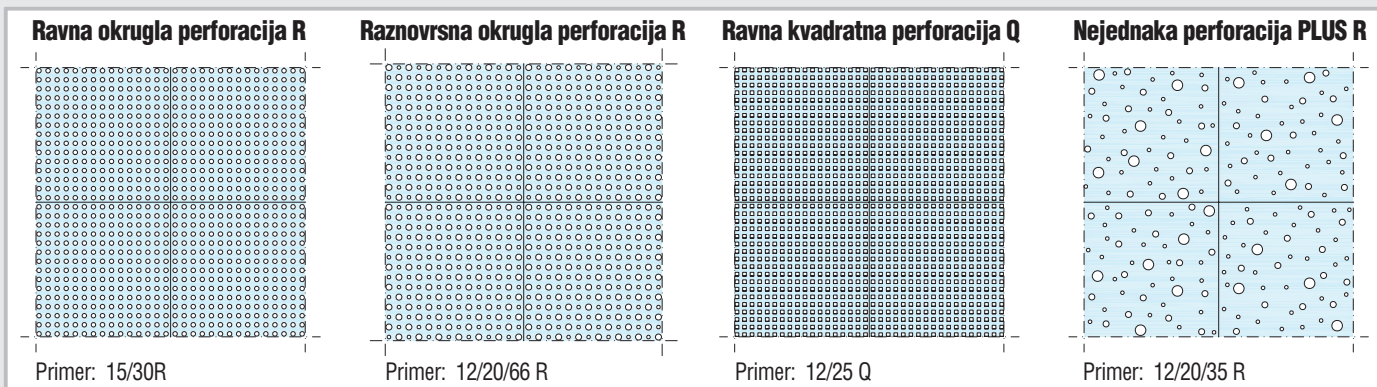 Ravna okrugla perforacija R
Raznovrsna okrugla perforacija R
Ravna kvadratna perforacija Q
Nejednaka perforacija PLUS R
Primer: 15/30R
Primer: 12/20/66 R
Primer: 12/25 Q
Primer: 12/20/35 R